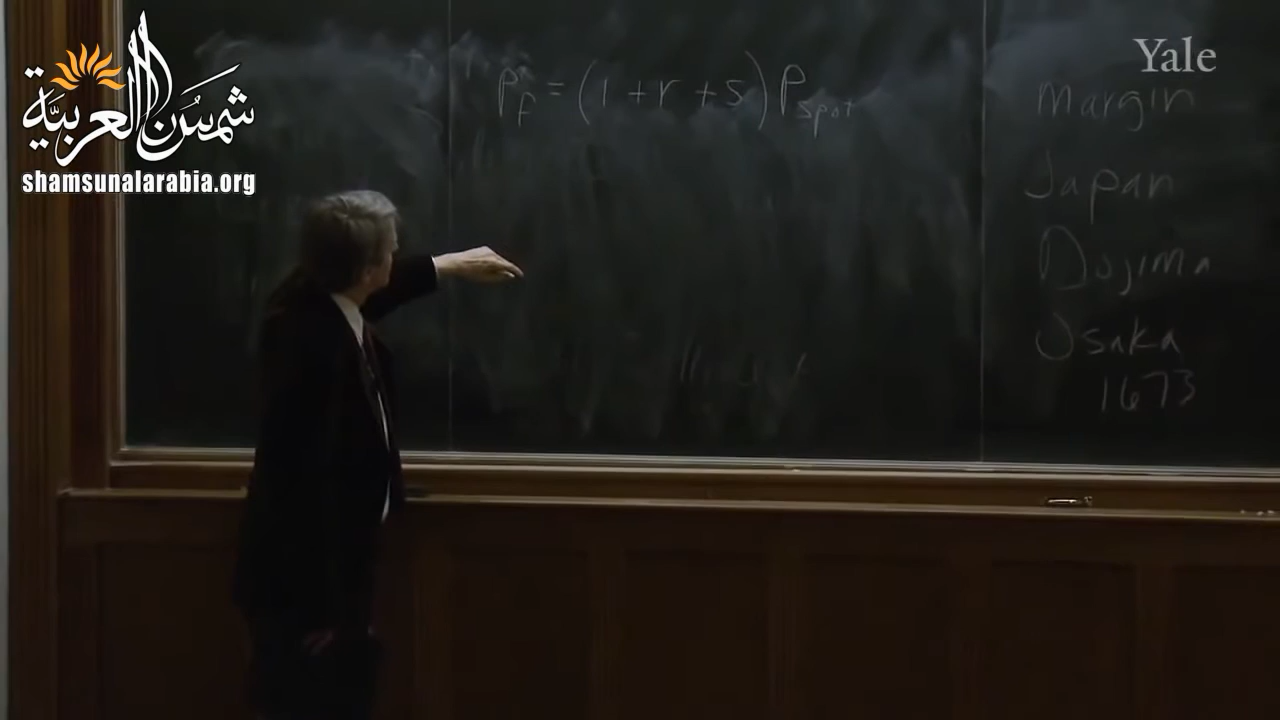 شمسٌ العربيّة
shamsunalarabia.org
Yale
P_f = (1 + r + s) P_spot
Margin
Japan
Dojima
Osaka
1673